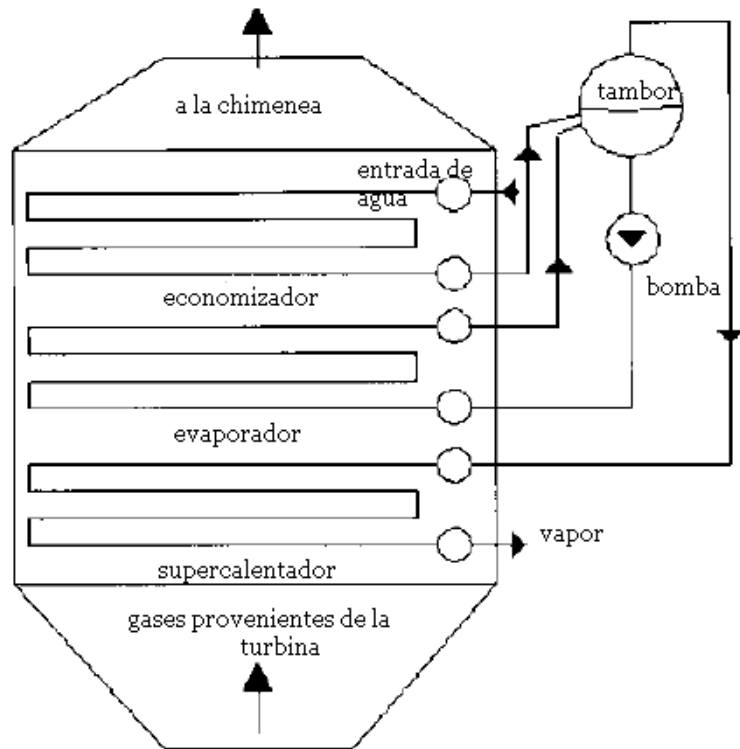 a la chimenea
tambor
entrada de
agua
economizador
bomba
evaporador
vapor
supercalentador
gases provenientes de la
turbina